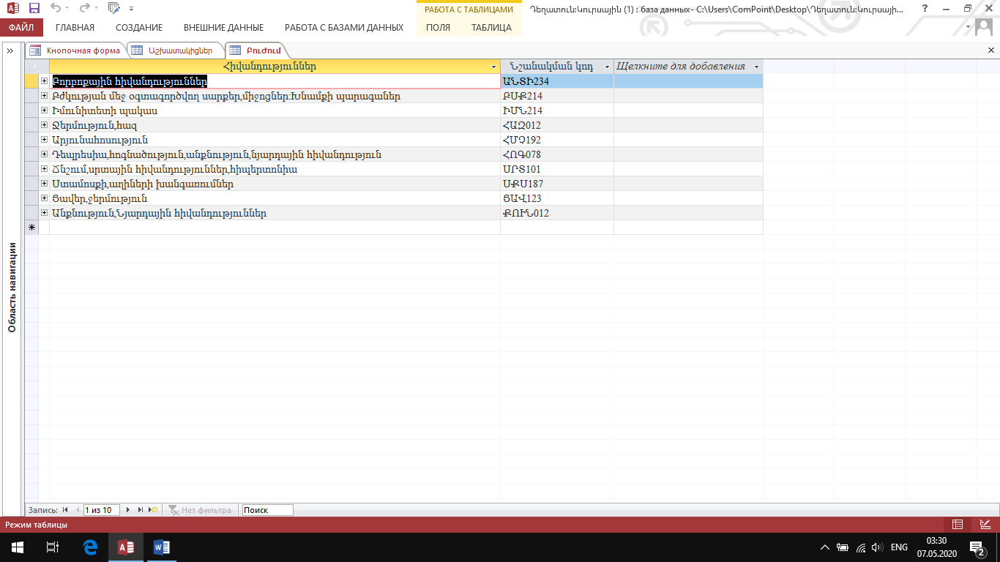 РАБОТА С ТАБЛИЦАМИ
Դեղատուն:Կուրսային (1) : база данных- C:\Users\ComPoint\Desktop\Դեղատուն:Կուրսայի...
ФАЙЛ ГЛАВНАЯ СОЗДАНИЕ ВНЕШНИЕ ДАННЫЕ РАБОТА С БАЗАМИ ДАННЫХ ПОЛЯ ТАБЛИЦА
Кнопочная форма Աշխատակիցներ Բուժում
Հիվանդություններ Նշանակման կոդ Щелкните для добавления
Բորբոքային հիվանդություններ ԱՆՏԻ234
Բժկության մեջ օգտագործվող սարքեր,միջոցներ:Խնամքի պարագաներ ԲՍՔ214
Իմունիտետի պակաս ԻՄՆ214
Ջերմություն,հազ ՀԱԶ012
Արյունահոսություն ՀՄՉ192
Դեպրեսիա,հոգնածություն,անքնություն,նյարդային հիվանդություն ՀՈԳ078
Ճնշում,սրտային հիվանդություններ,հիպերտոնիա ՍՐՏ101
Ստամոսքի,աղիների խանգառումներ ՍՔՍ187
Ցավեր,ջերմություն ՑԱՎ123
Անքնություն,Նյարդային հիվանդություններ ՔՈՒՆ012
Область навигации
Запись: 1 из 10 Нет фильтра Поиск
Режим таблицы
ENG
03:30
07.05.2020
2